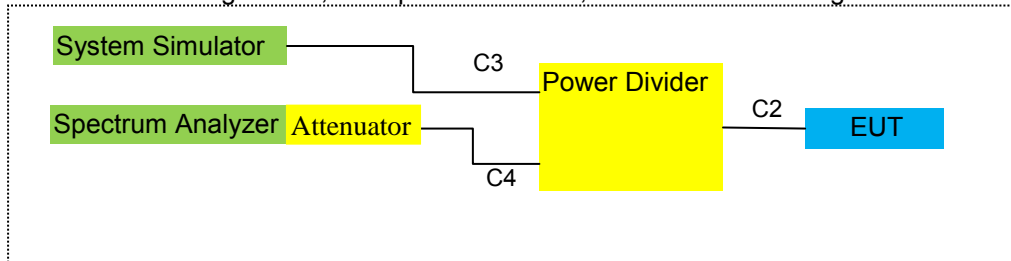 System Simulator
C3
Power Divider
C2
Spectrum Analyzer
Attenuator
EUT
C4